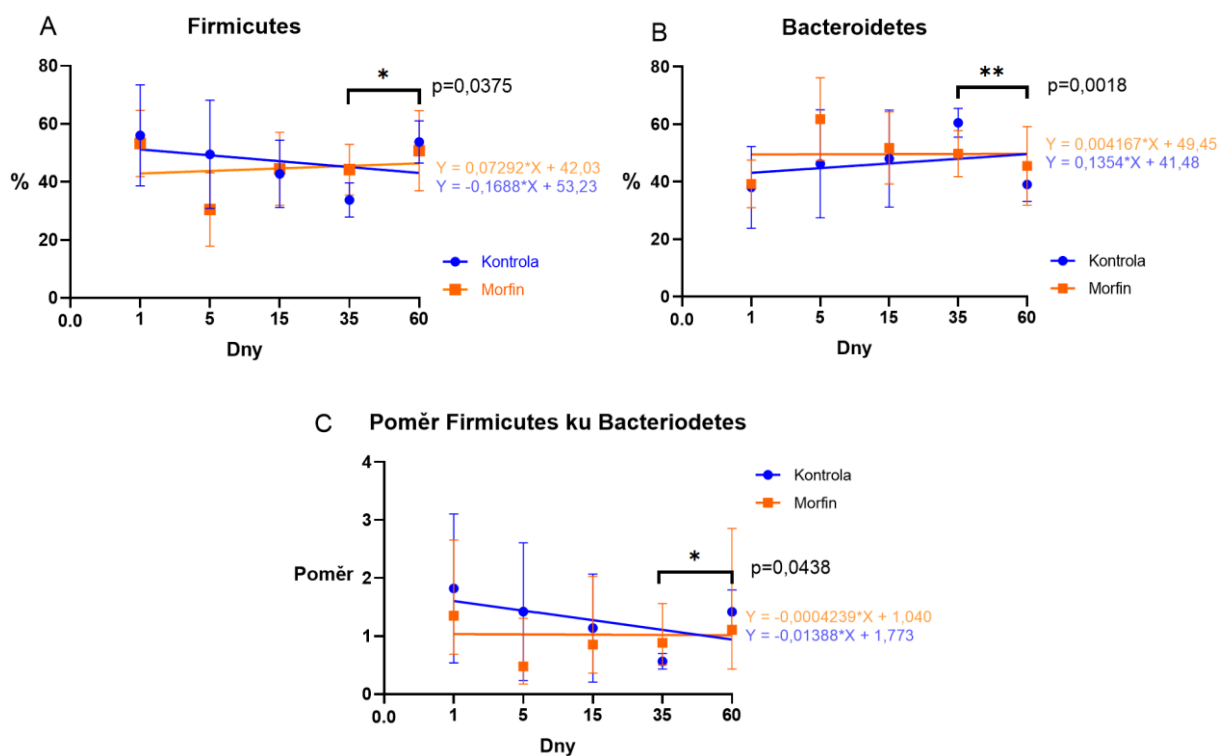 A
Firmicutes
80
60
40
20
0
%
*
p=0,0375
Y = 0,07292*X + 42,03
Y = -0,1688*X + 53,23
Kontrola
Morfin
0.0
1
5
15
35
60
Dny
B
Bacteroidetes
80
60
40
20
0
%
**
p=0,0018
Y = 0,004167*X + 49,45
Y = 0,1354*X + 41,48
Kontrola
Morfin
0.0
1
5
15
35
60
Dny
C
Poměr Firmicutes ku Bacteriodetes
4
3
2
1
0
Poměr
Kontrola
Morfin
*
p=0,0438
Y = -0,0004239*X + 1,040
Y = -0,01388*X + 1,773
0.0
1
5
15
35
60
Dny